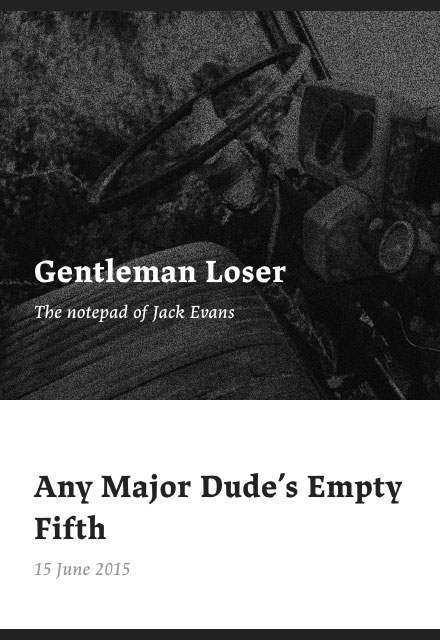 Gentleman Loser
The notepad of Jack Evans
Any Major Dude’s Empty
Fifth
15 June 2015